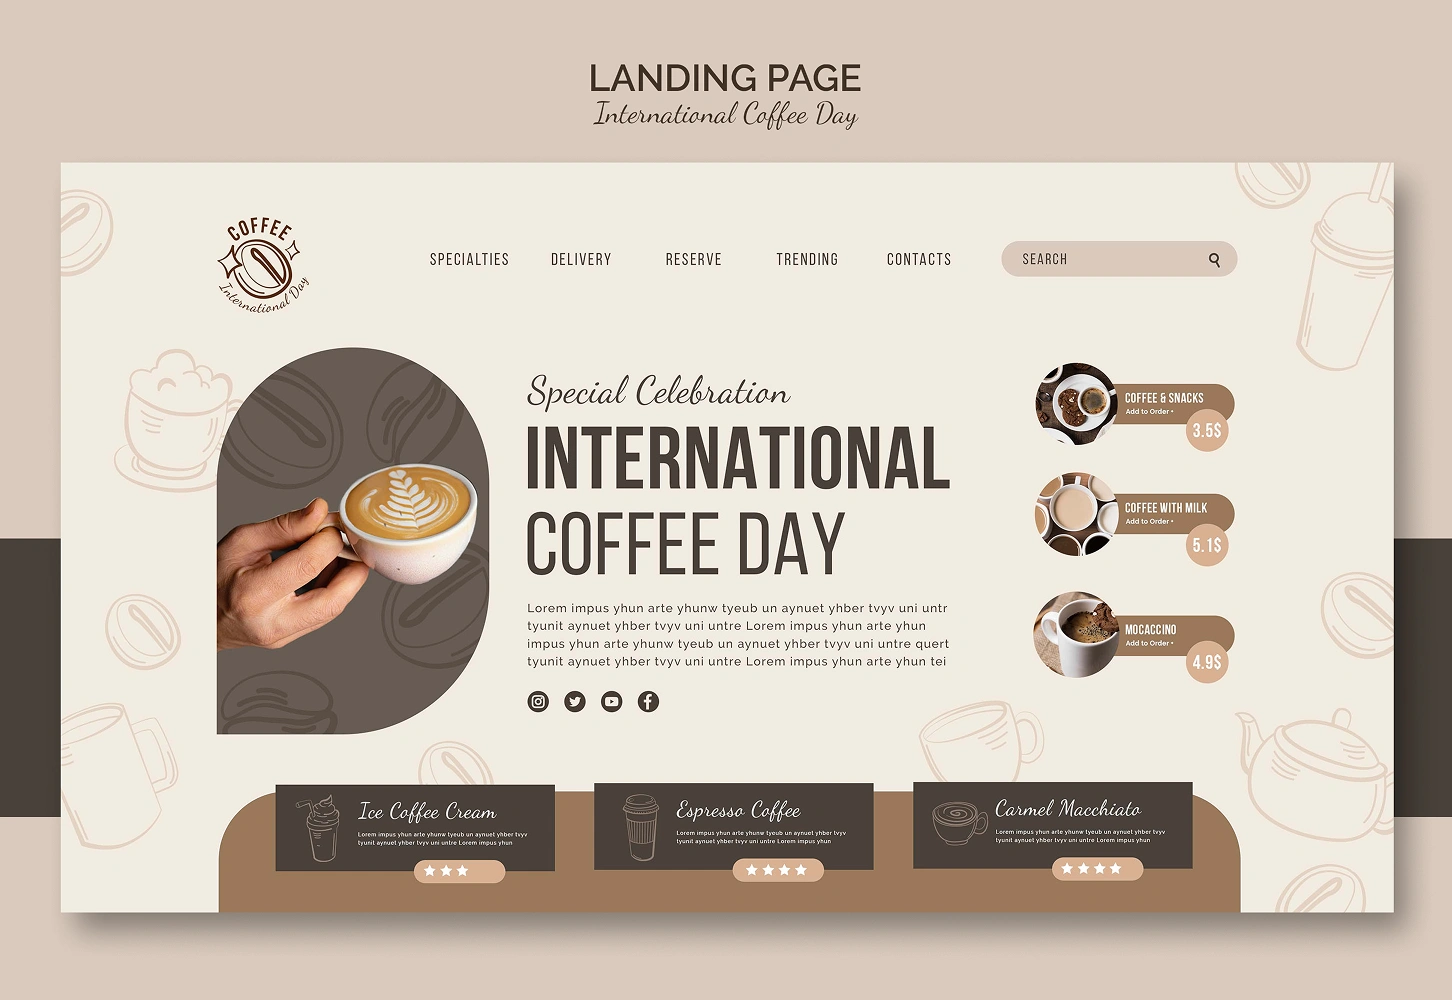 LANDING PAGE
International Coffee Day
COFFEE
International Day
SPECIALTIES
DELIVERY
RESERVE
TRENDING
CONTACTS
SEARCH
Special Celebration
INTERNATIONAL
COFFEE DAY
Lorem impus yhun arte yhunw tyeub un aynuet yhber tvyv uni untr
tyunit aynuet yhber tvyv uni untre Lorem impus yhun arte yhun
impus yhun arte yhunw tyeub un aynuet yhber tvyv uni untre quert
tyunit aynuet yhber tvyv uni untre Lorem impus yhun arte yhun tei
COFFEE & SNACKS
Add to Order •
3.5$
COFFEE WITH MILK
Add to Order •
5.1$
MOCACCINO
Add to Order •
4.9$
Ice Coffee Cream
Lorem impus yhun arte yhunw tyeub un aynuet yhber tvyv
tyunit aynuet yhber tvyv uni untre Lorem impus yhun
Espresso Coffee
Lorem impus yhun arte yhunw tyeub un aynuet yhber tvyv
tyunit aynuet yhber tvyv uni untre Lorem impus yhun
Carmel Macchiato
Lorem impus yhun arte yhunw tyeub un aynuet yhber tvyv
tyunit aynuet yhber tvyv uni untre Lorem impus yhun